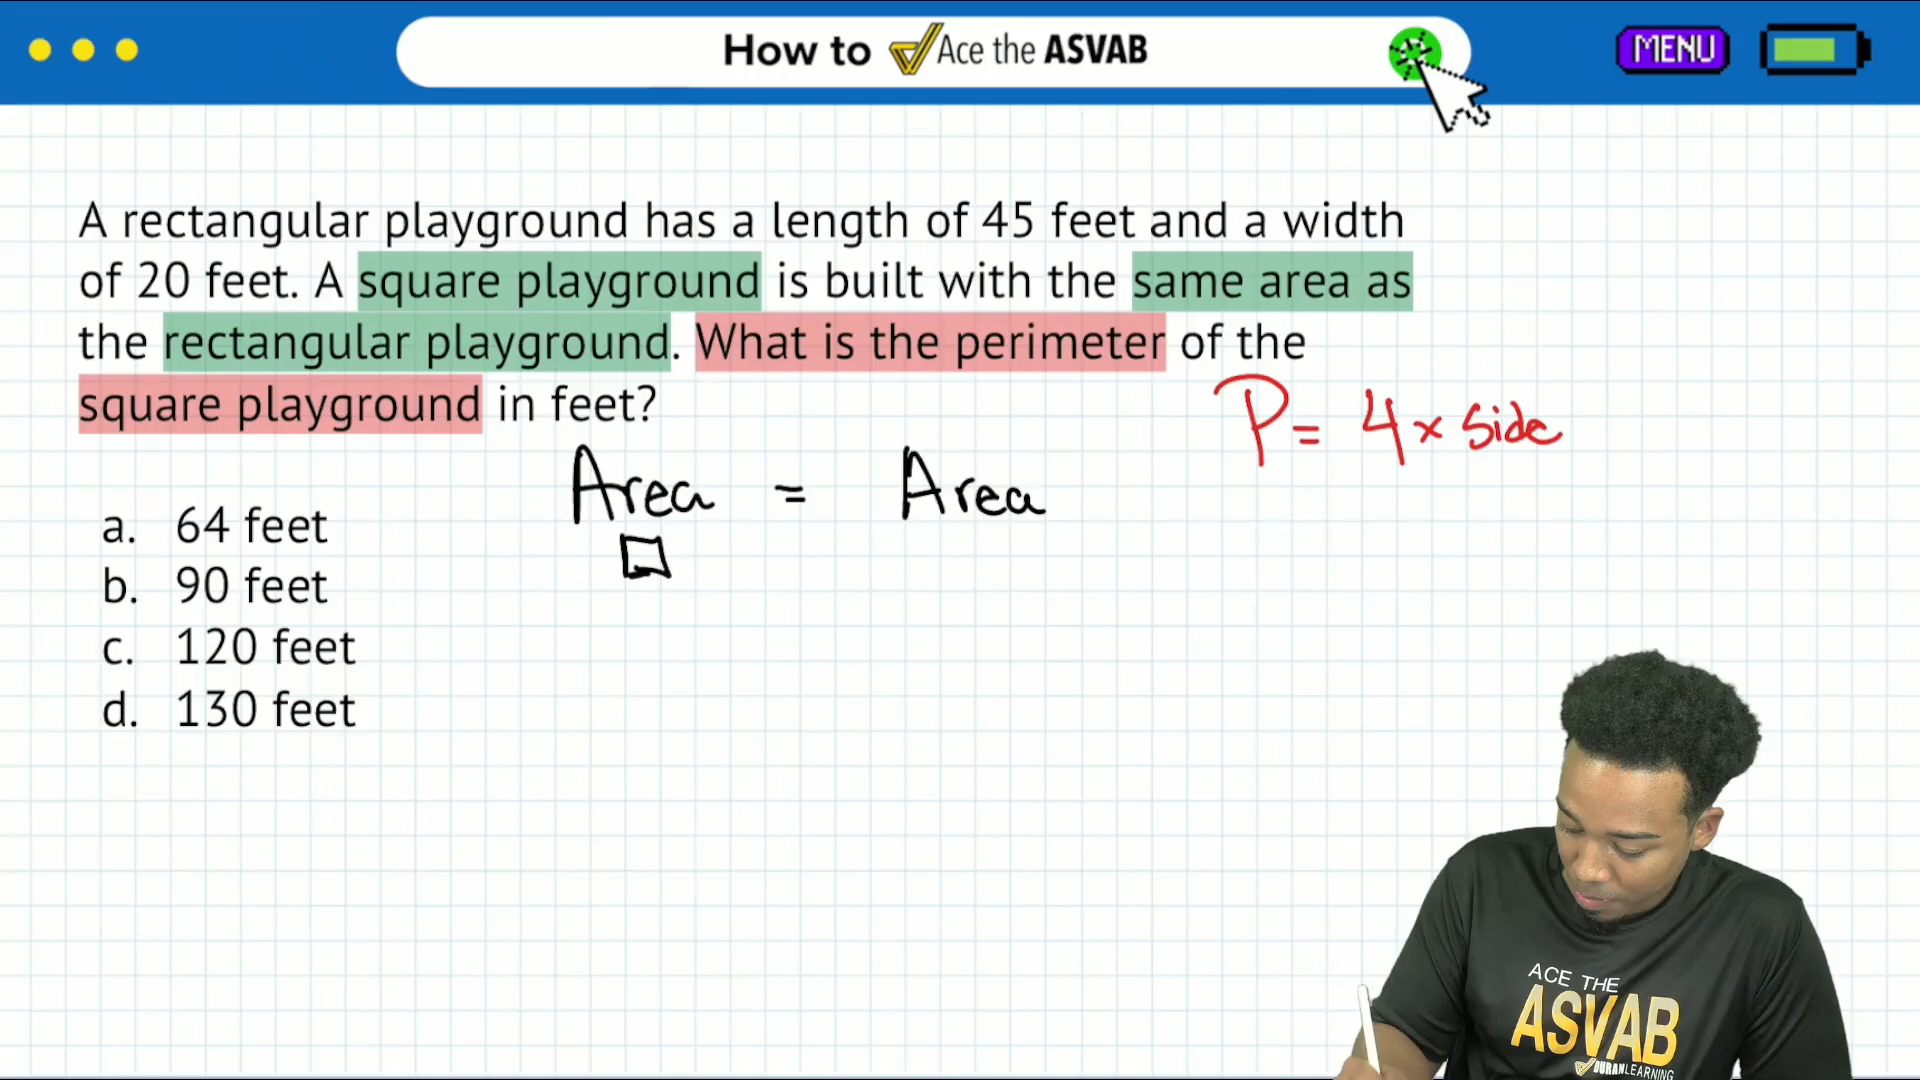 How to Ace the ASVAB
MENU
A rectangular playground has a length of 45 feet and a width
of 20 feet. A square playground is built with the same area as
the rectangular playground. What is the perimeter of the
square playground in feet?
P = 4 x side
Area = Area
a. 64 feet
b. 90 feet
c. 120 feet
d. 130 feet
ACE THE
ASVAB
DURANLEARNING